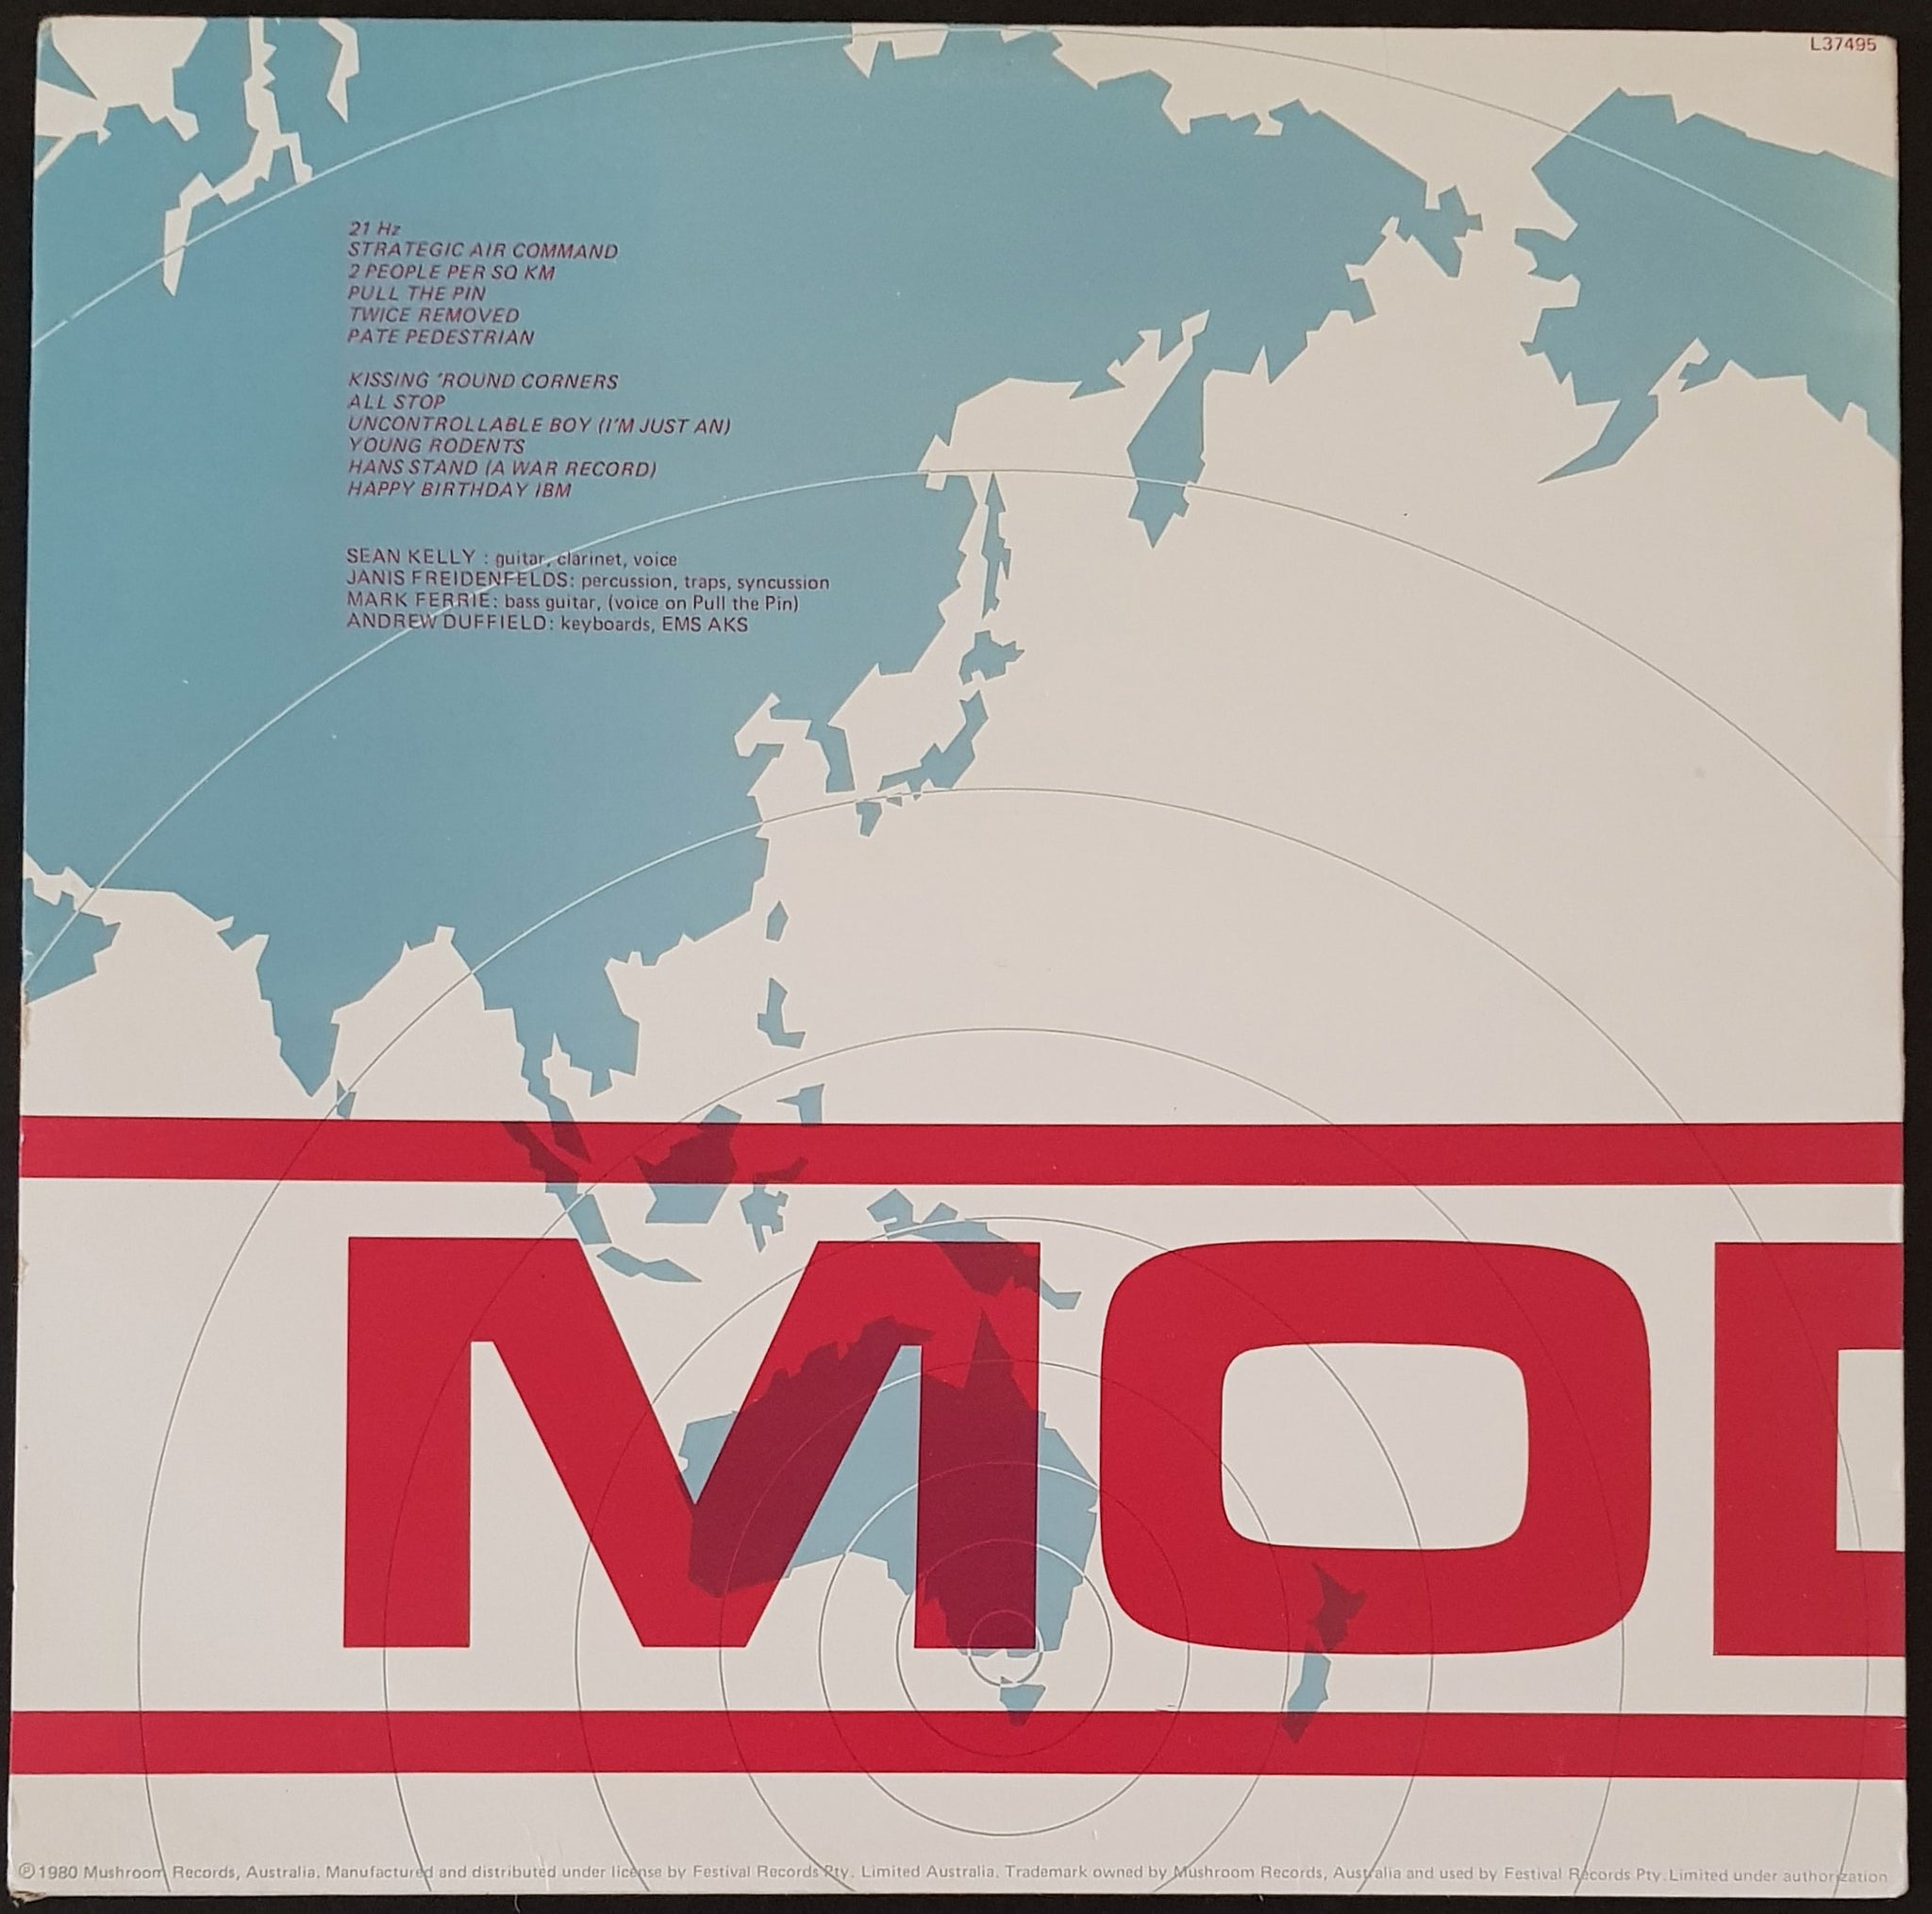 L37495
21 Hz
STRATEGIC AIR COMMAND
2 PEOPLE PER SQ KM
PULL THE PIN
TWICE REMOVED
PATE PEDESTRIAN
KISSING 'ROUND CORNERS
ALL STOP
UNCONTROLLABLE BOY (I'M JUST AN)
YOUNG RODENTS
HANS STAND (A WAR RECORD)
HAPPY BIRTHDAY IBM
SEAN KELLY : guitar, clarinet, voice
JANIS FREIDENFELDS: percussion, traps, syncussion
MARK FERRIE: bass guitar, (voice on Pull the Pin)
ANDREW DUFFIELD: keyboards, EMS AKS
MO
℗ 1980 Mushroom Records, Australia. Manufactured and distributed under license by Festival Records Pty. Limited Australia. Trademark owned by Mushroom Records, Australia and used by Festival Records Pty. Limited under authorization